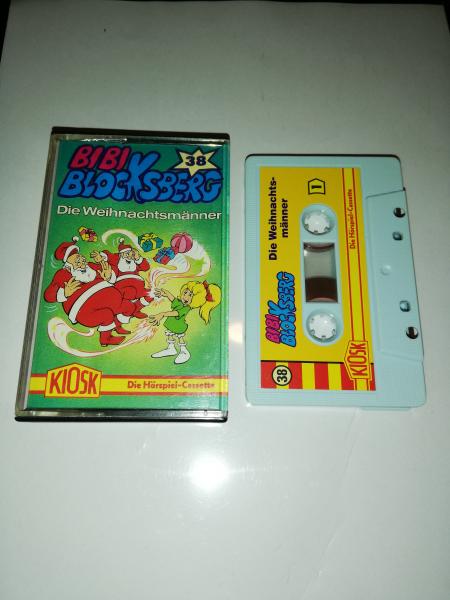 BIBI
BLOCKSBERG
38
Die Weihnachtsmänner
KIOSK
Die Hörspiel-Cassette
38
BIBI
BLOCKSBERG
Die Weihnachts-
männer
1
KIOSK
Die Hörspiel-Cassette